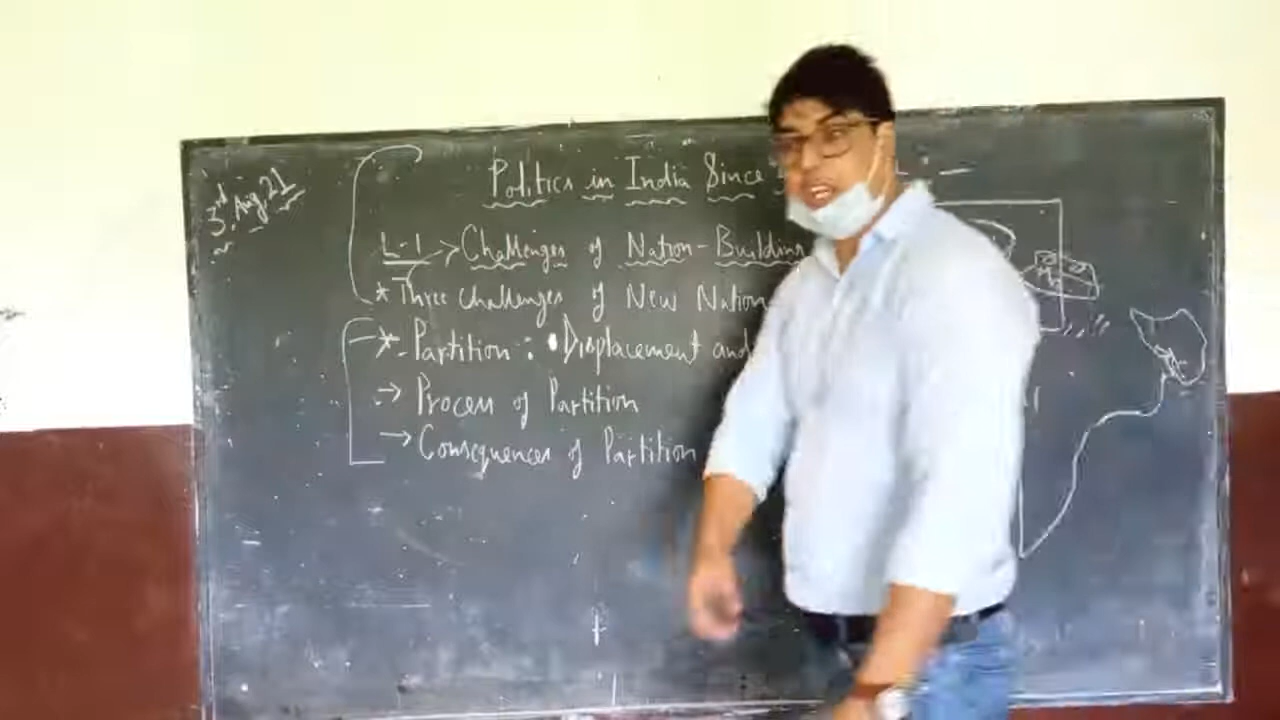 3rd. Aug 21
Politics in India Since
L-1 → Challenges of Nation-Building
* Three Challenges of New Nation
*. Partition : Displacement and
→ Process of Partition
→ Consequences of Partition